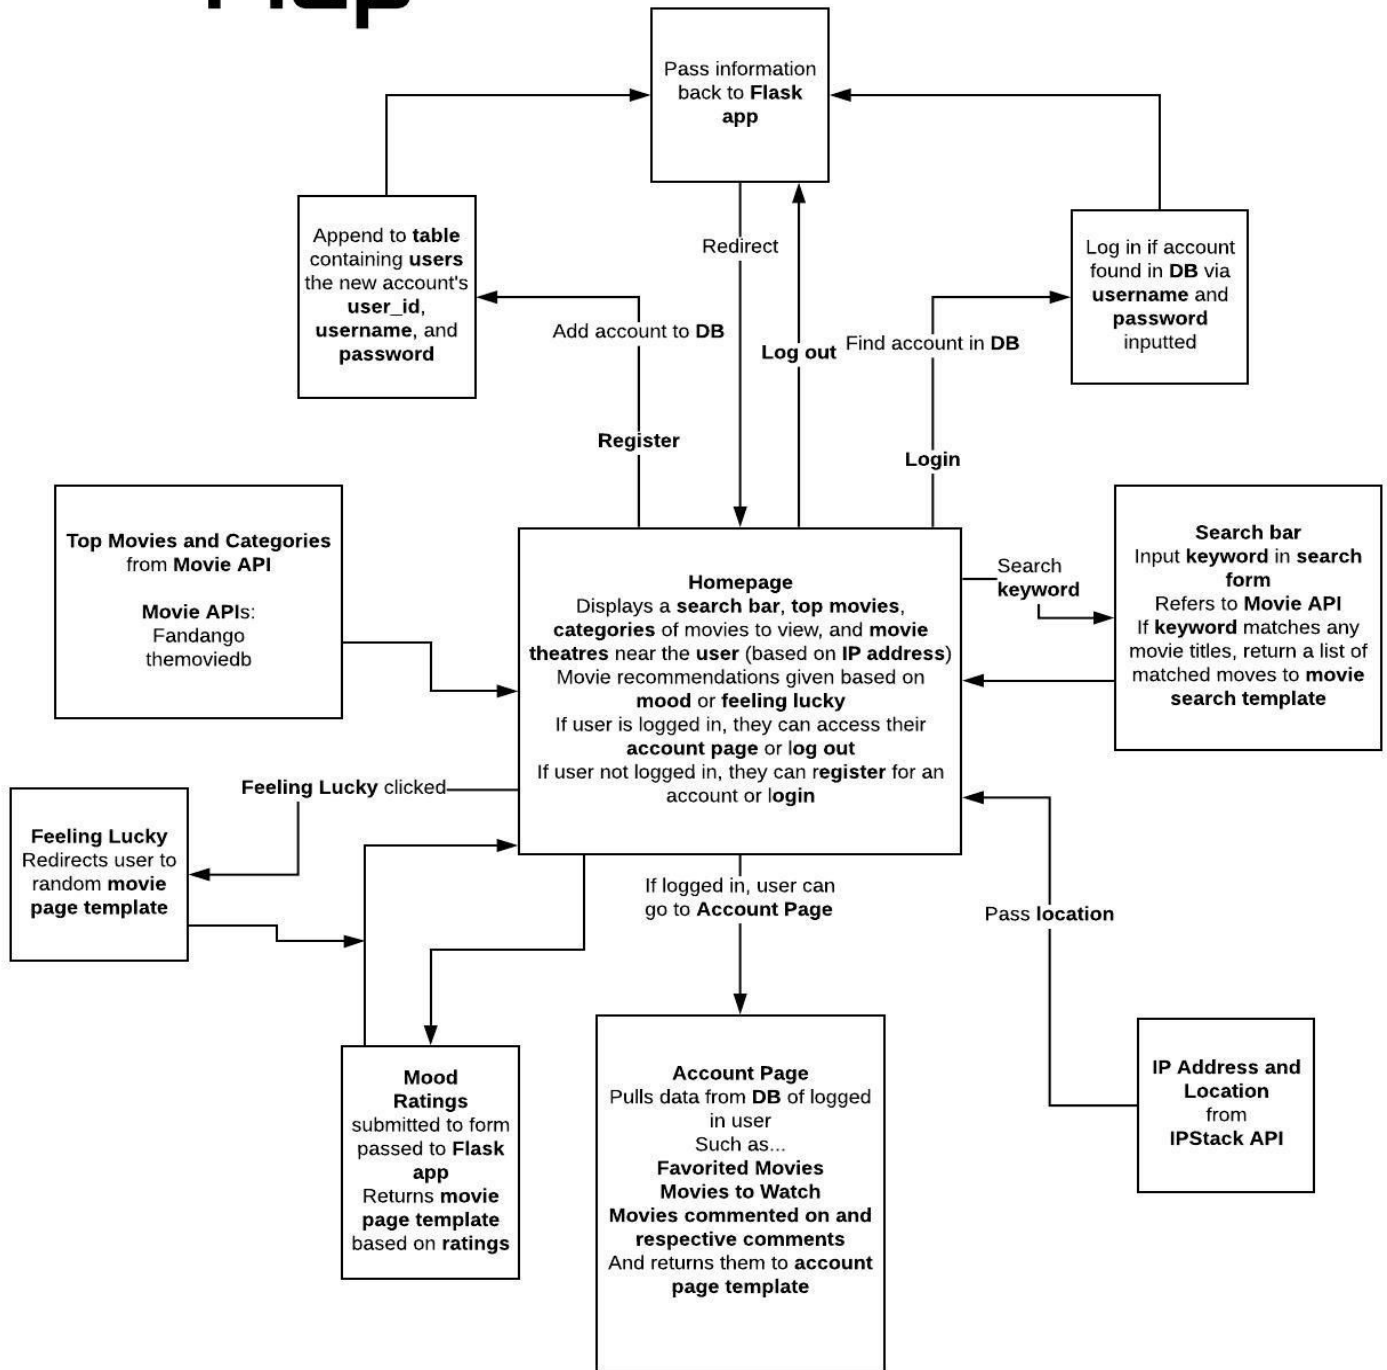 Pass information
back to Flask
app
Append to table
containing users
the new account's
user_id,
username, and
password
Redirect
Log in if account
found in DB via
username and
password
inputted
Add account to DB
Log out
Find account in DB
Register
Login
Top Movies and Categories
from Movie API
Movie APIs:
Fandango
themoviedb
Homepage
Displays a search bar, top movies,
categories of movies to view, and movie
theatres near the user (based on IP address)
Movie recommendations given based on
mood or feeling lucky
If user is logged in, they can access their
account page or log out
If user not logged in, they can register for an
account or login
Search
keyword
Search bar
Input keyword in search
form
Refers to Movie API
If keyword matches any
movie titles, return a list of
matched moves to movie
search template
Feeling Lucky clicked
Feeling Lucky
Redirects user to
random movie
page template
If logged in, user can
go to Account Page
Pass location
Mood
Ratings
submitted to form
passed to Flask
app
Returns movie
page template
based on ratings
Account Page
Pulls data from DB of logged
in user
Such as...
Favorited Movies
Movies to Watch
Movies commented on and
respective comments
And returns them to account
page template
IP Address and
Location
from
IPStack API